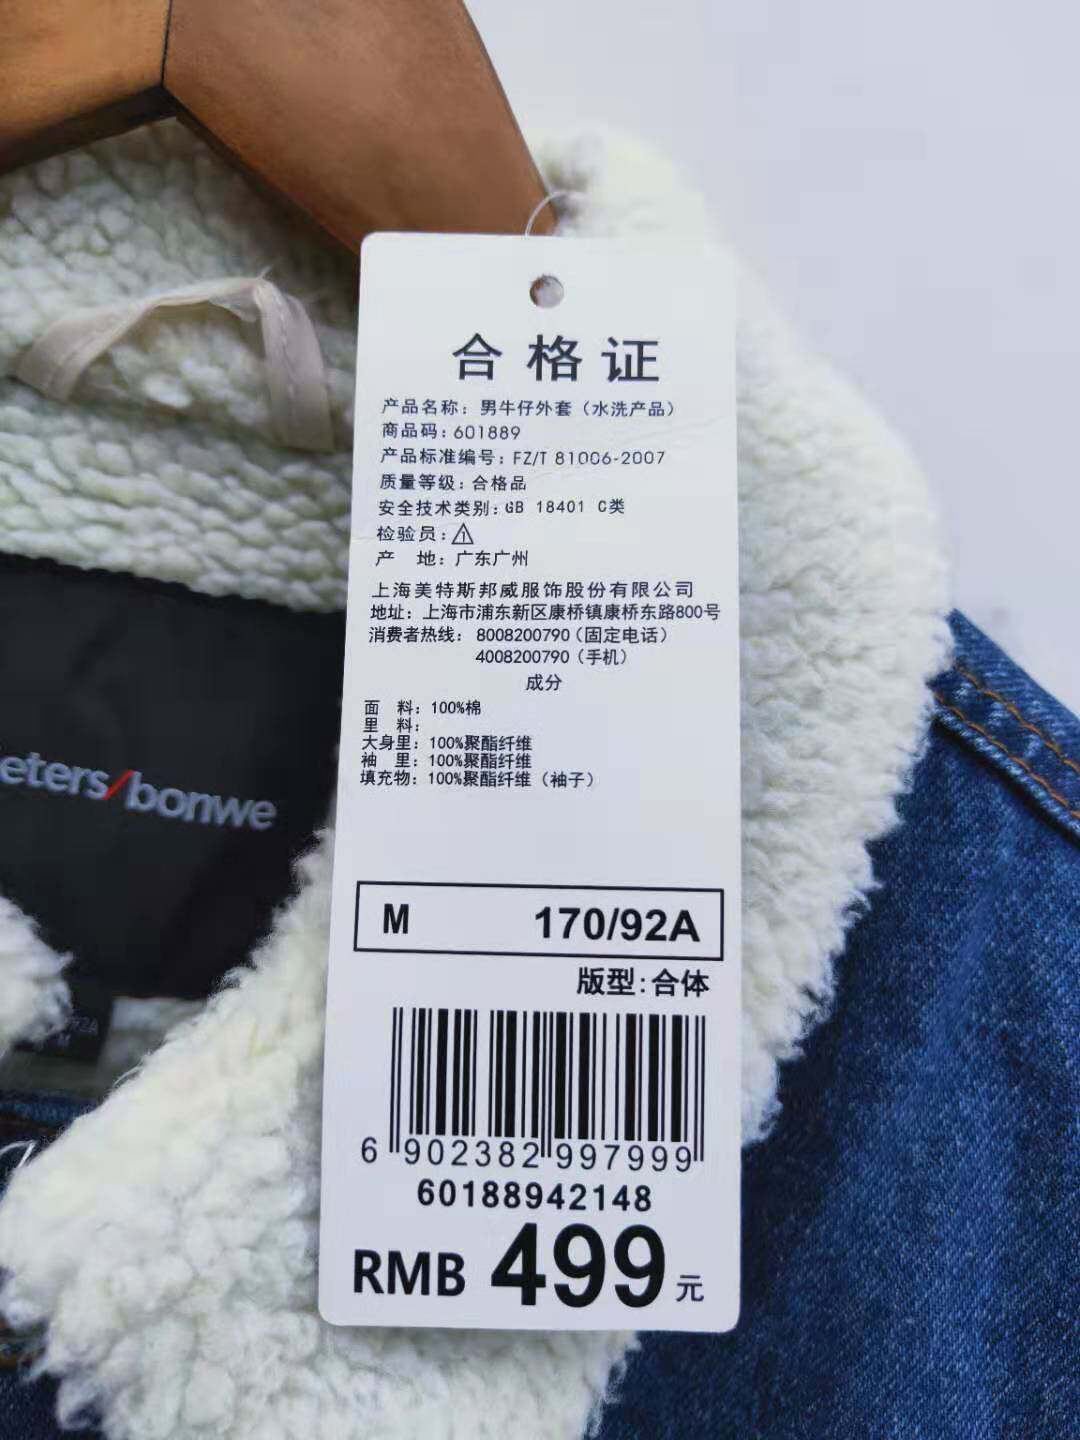 合格证
产品名称：男牛仔外套（水洗产品）
商品码：601889
产品标准编号：FZ/T 81006-2007
质量等级：合格品
安全技术类别：GB 18401 C类
检验员：1
产 地：广东广州
上海美特斯邦威服饰股份有限公司
地址：上海市浦东新区康桥镇康桥东路800号
消费者热线：8008200790（固定电话）
4008200790（手机）
成分
面 料：100%棉
里 料：
大身里：100%聚酯纤维
袖 里：100%聚酯纤维
填充物：100%聚酯纤维（袖子）
eters/bonwe
M 170/92A
版型：合体
6 902382 997999
60188942148
RMB 499元